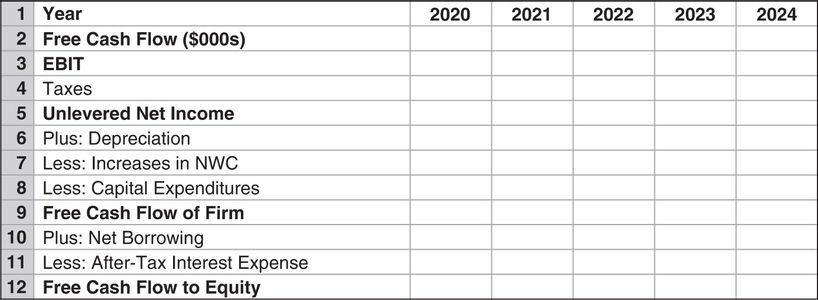 1 Year 2020 2021 2022 2023 2024
2 Free Cash Flow ($000s)
3 EBIT
4 Taxes
5 Unlevered Net Income
6 Plus: Depreciation
7 Less: Increases in NWC
8 Less: Capital Expenditures
9 Free Cash Flow of Firm
10 Plus: Net Borrowing
11 Less: After-Tax Interest Expense
12 Free Cash Flow to Equity